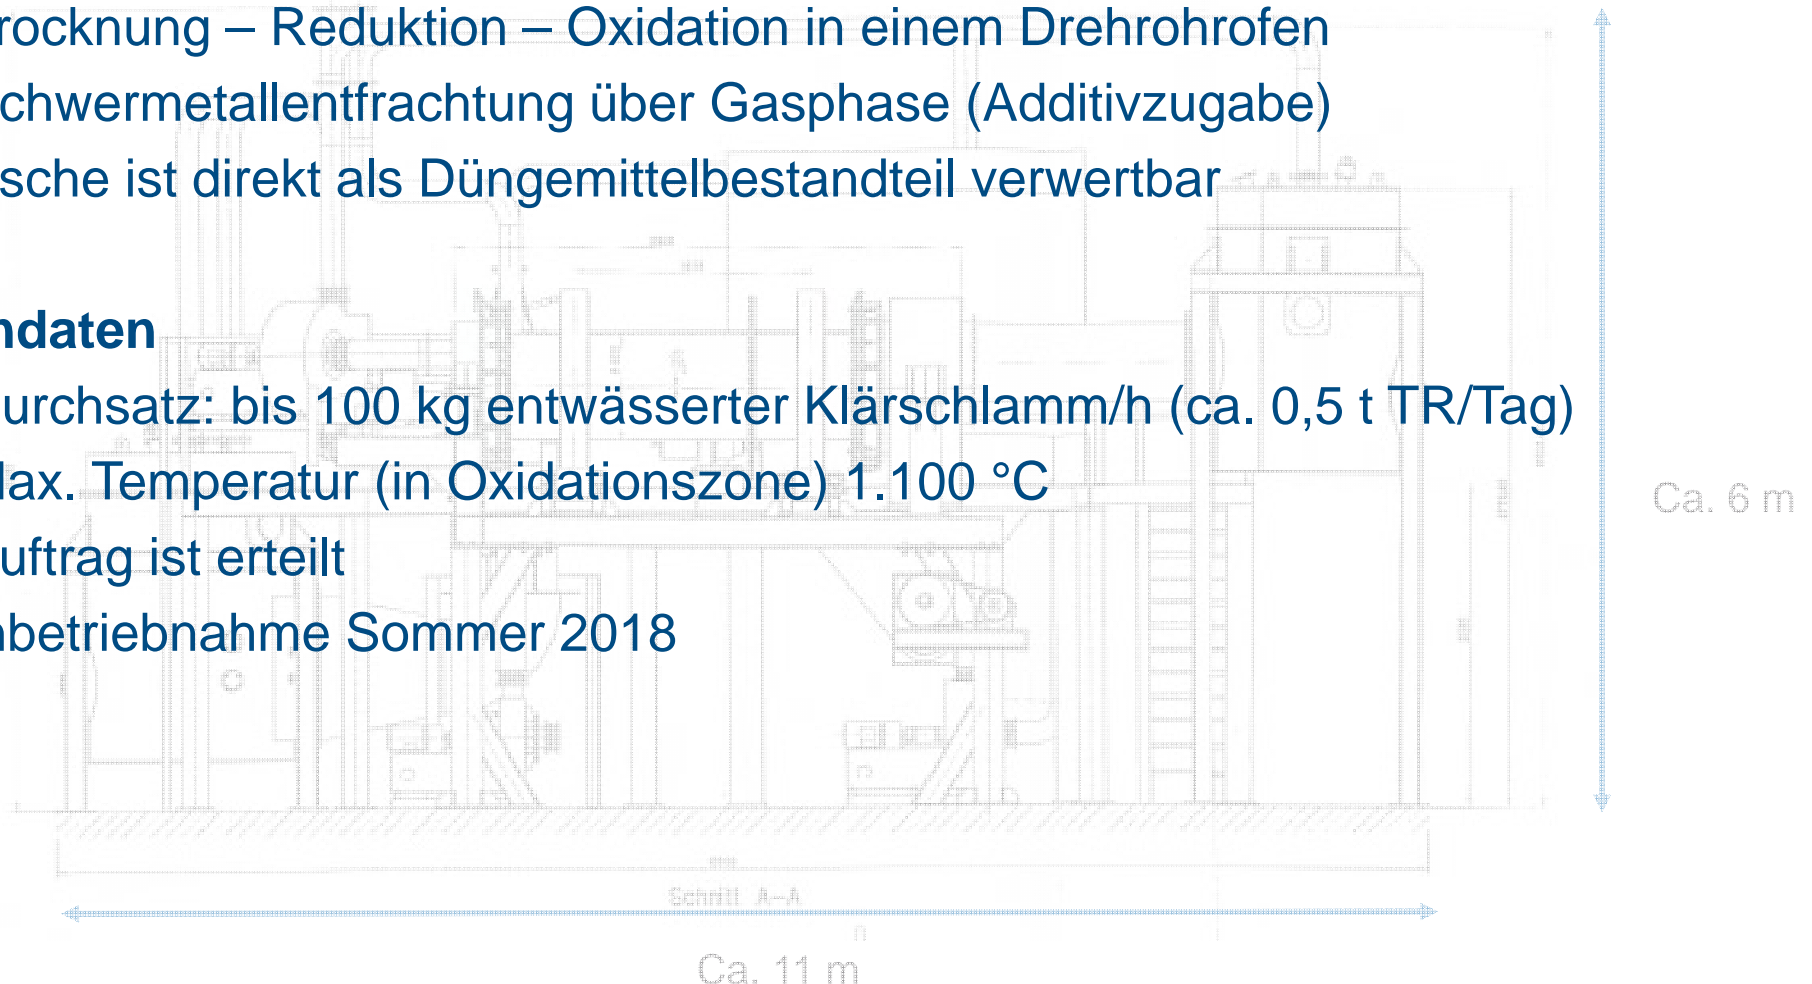 rocknung – Reduktion – Oxidation in einem Drehrohrofen
chwermetallentfrachtung über Gasphase (Additivzugabe)
sche ist direkt als Düngemittelbestandteil verwertbar
ndaten
urchsatz: bis 100 kg entwässerter Klärschlamm/h (ca. 0,5 t TR/Tag)
ax. Temperatur (in Oxidationszone) 1.100 °C
uftrag ist erteilt
nbetriebnahme Sommer 2018
Ca. 6 m
Schnitt A-A
Ca. 11 m